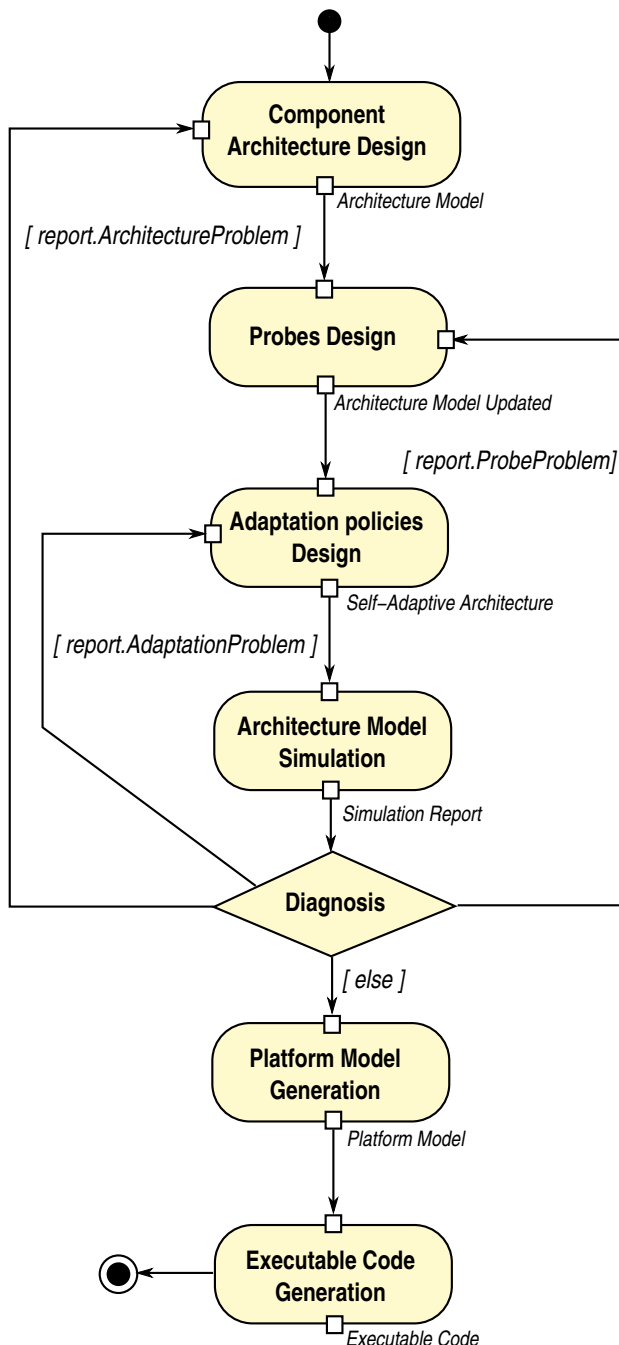 Component
Architecture Design
Architecture Model
[ report.ArchitectureProblem ]
Probes Design
Architecture Model Updated
[ report.ProbeProblem]
Adaptation policies
Design
Self−Adaptive Architecture
[ report.AdaptationProblem ]
Architecture Model
Simulation
Simulation Report
Diagnosis
[ else ]
Platform Model
Generation
Platform Model
Executable Code
Generation
Executable Code